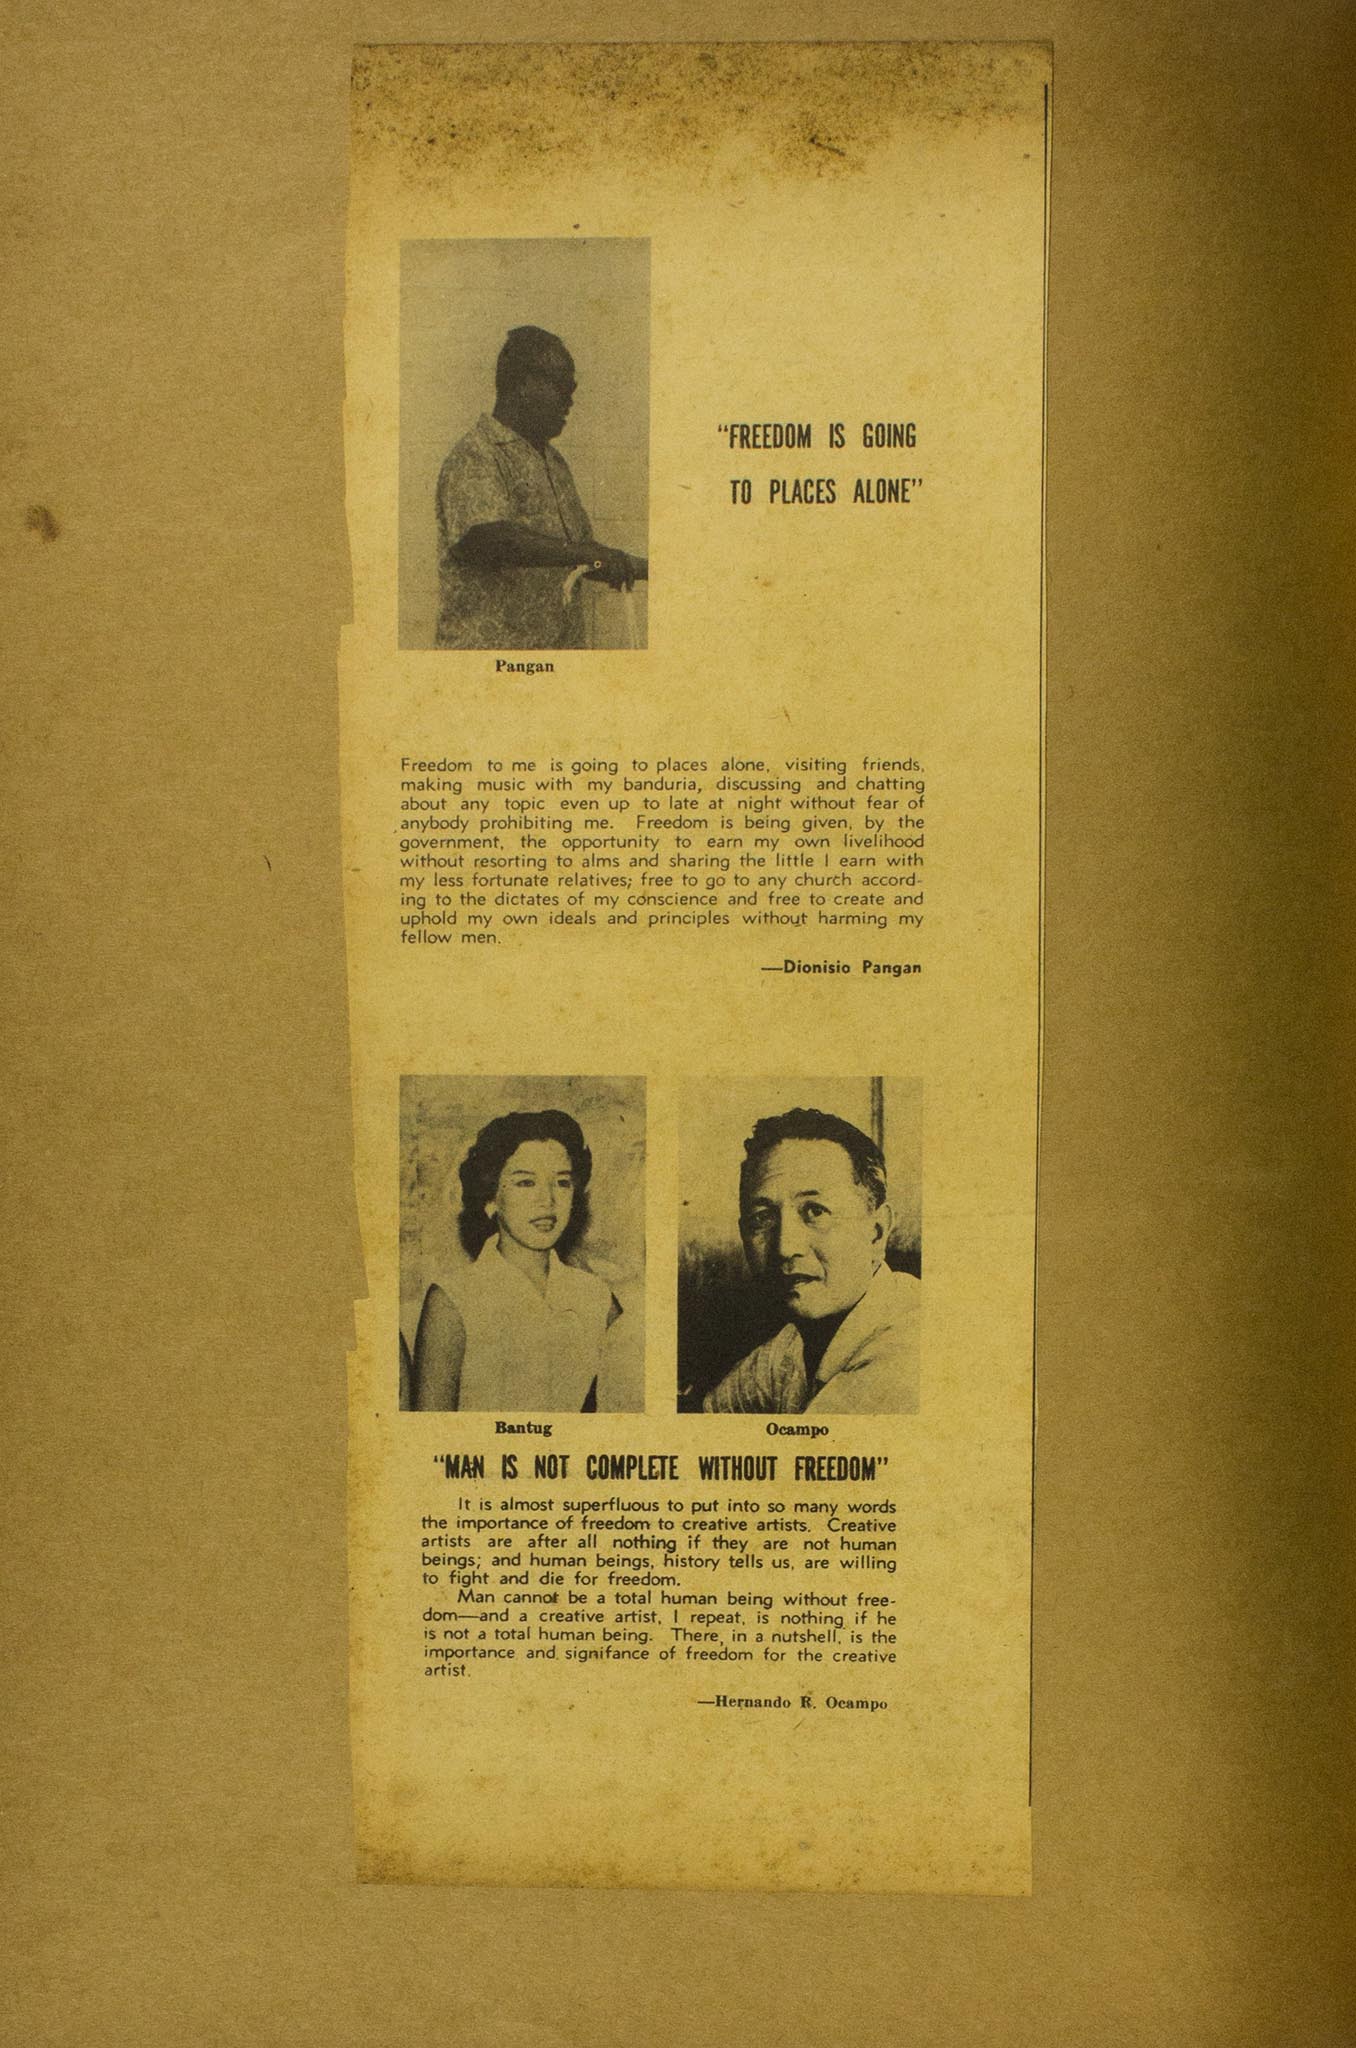 "FREEDOM IS GOING
TO PLACES ALONE"
Pangan
Freedom to me is going to places alone, visiting friends,
making music with my banduria, discussing and chatting
about any topic even up to late at night without fear of
anybody prohibiting me. Freedom is being given, by the
government, the opportunity to earn my own livelihood
without resorting to alms and sharing the little I earn with
my less fortunate relatives; free to go to any church accord-
ing to the dictates of my conscience and free to create and
uphold my own ideals and principles without harming my
fellow men.
—Dionisio Pangan
Bantug
Ocampo
"MAN IS NOT COMPLETE WITHOUT FREEDOM"
It is almost superfluous to put into so many words
the importance of freedom to creative artists. Creative
artists are after all nothing if they are not human
beings; and human beings, history tells us, are willing
to fight and die for freedom.
Man cannot be a total human being without free-
dom—and a creative artist, I repeat, is nothing if he
is not a total human being. There, in a nutshell, is the
importance and signifance of freedom for the creative
artist.
—Hernando R. Ocampo